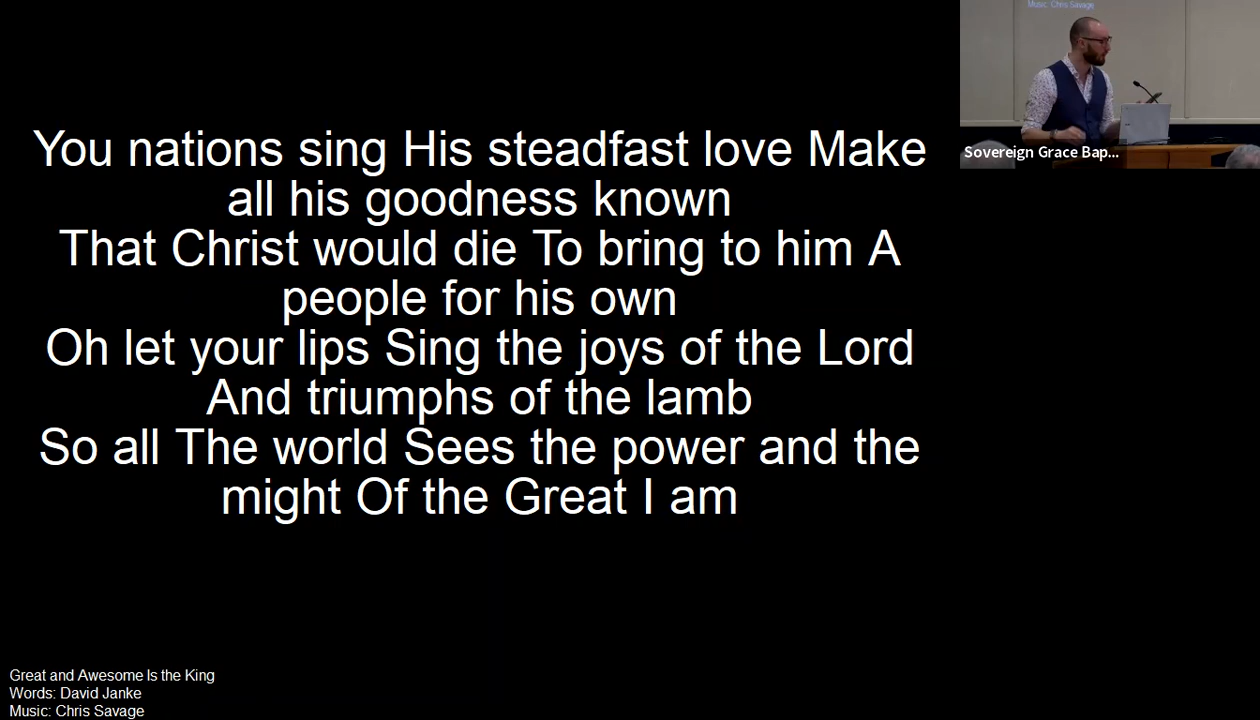 You nations sing His steadfast love Make
all his goodness known
That Christ would die To bring to him A
people for his own
Oh let your lips Sing the joys of the Lord
And triumphs of the lamb
So all The world Sees the power and the
might Of the Great I am
Great and Awesome Is the King
Words: David Janke
Music: Chris Savage
Music: Chris Savage
Sovereign Grace Bap...